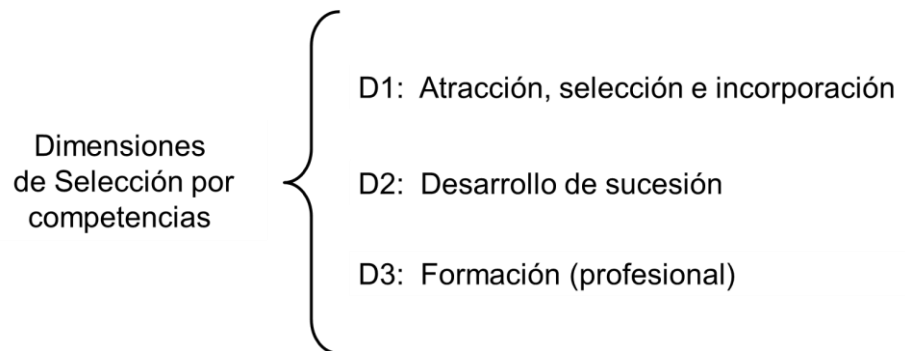 Dimensiones
de Selección por
competencias
D1: Atracción, selección e incorporación
D2: Desarrollo de sucesión
D3: Formación (profesional)